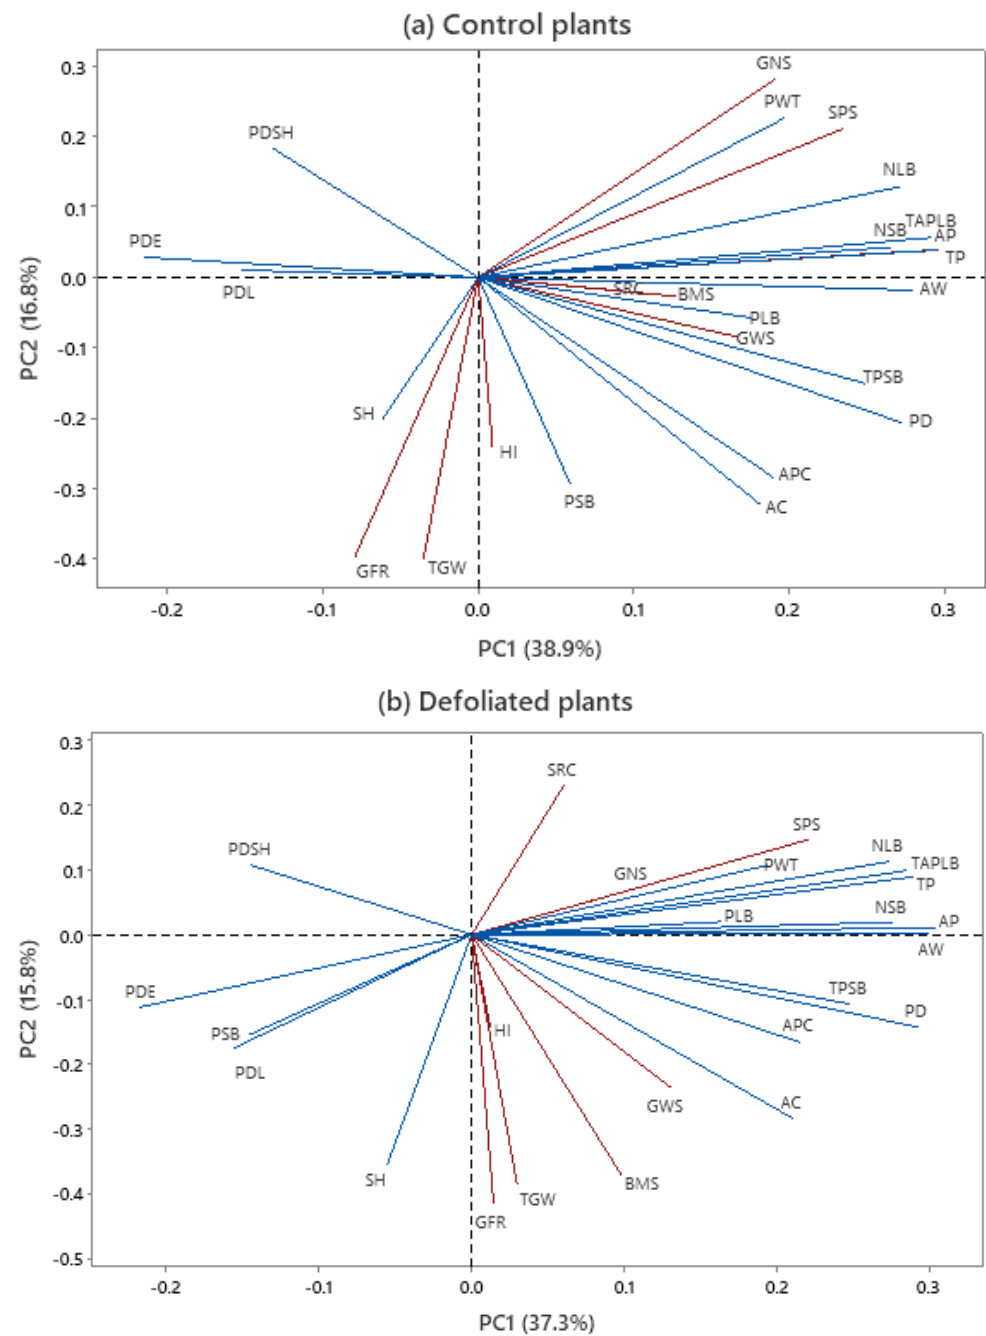 (a) Control plants
0.3
0.2
0.1
0.0
-0.1
-0.2
-0.3
-0.4
PC2 (16.8%)
GNS
PWT
SPS
PDSH
NLB
TAPLB
NSB
AP
PDE
TP
PDL
SRC
BMS
AW
PLB
GWS
TPSB
SH
PD
HI
APC
PSB
AC
GFR
TGW
-0.2
-0.1
0.0
0.1
0.2
0.3
PC1 (38.9%)
(b) Defoliated plants
0.3
0.2
0.1
0.0
-0.1
-0.2
-0.3
-0.4
-0.5
PC2 (15.8%)
SRC
SPS
PDSH
NLB
GNS
PWT
TAPLB
TP
PLB
NSB
AP
AW
PDE
TPSB
PD
PSB
HI
APC
PDL
GWS
AC
SH
BMS
TGW
GFR
-0.2
-0.1
0.0
0.1
0.2
0.3
PC1 (37.3%)